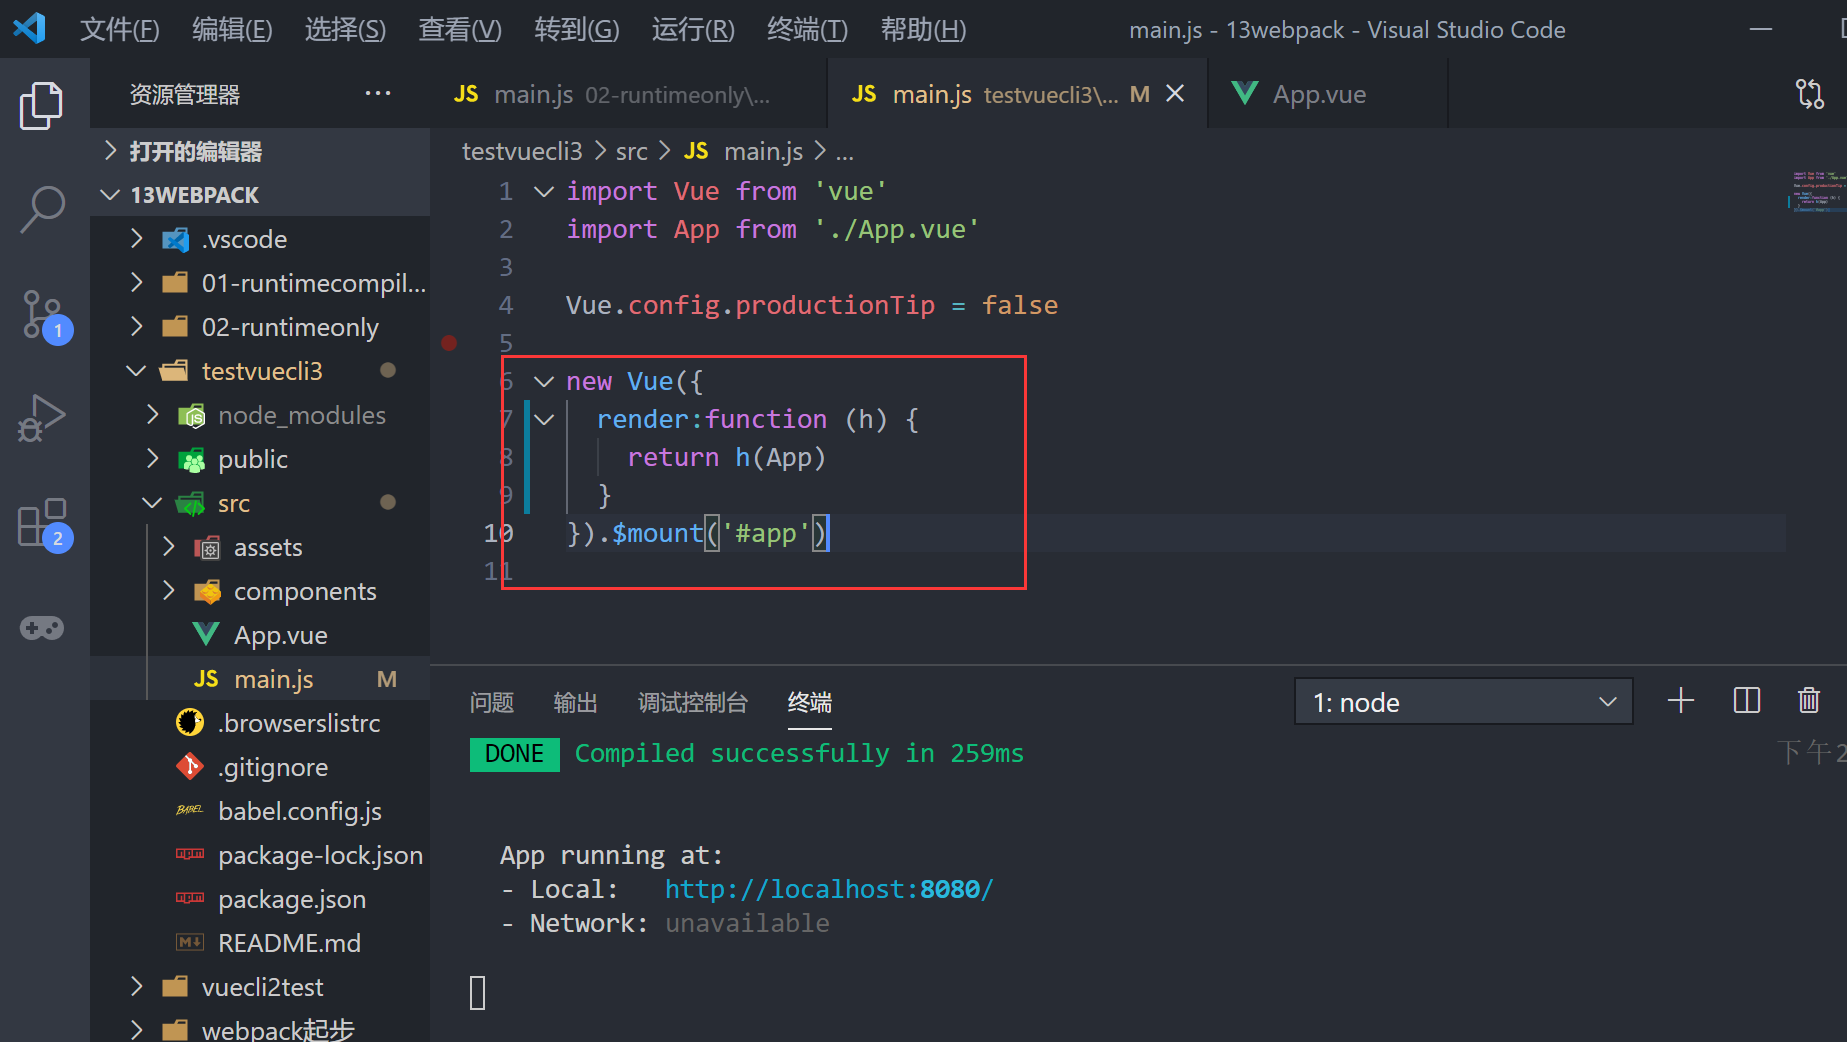 文件(F) 编辑(E) 选择(S) 查看(V) 转到(G) 运行(R) 终端(T) 帮助(H) main.js - 13webpack - Visual Studio Code
资源管理器 ...
JS main.js 02-runtimeonly\... JS main.js testvuecli3\... M App.vue
打开的编辑器
13WEBPACK
.vscode
01-runtimecompil...
02-runtimeonly
testvuecli3
node_modules
public
src
assets
components
App.vue
JS main.js M
.browserslistrc
.gitignore
BABEL babel.config.js
package-lock.json
package.json
README.md
vuecli2test
webpack起步
1
2
testvuecli3 > src > JS main.js > ...
1 import Vue from 'vue'
2 import App from './App.vue'
3
4 Vue.config.productionTip = false
5
6 new Vue({
7 render:function (h) {
8 return h(App)
9 }
10 }).$mount('#app')
11
问题 输出 调试控制台 终端 1: node
DONE Compiled successfully in 259ms 下午2
App running at:
- Local: http://localhost:8080/
- Network: unavailable